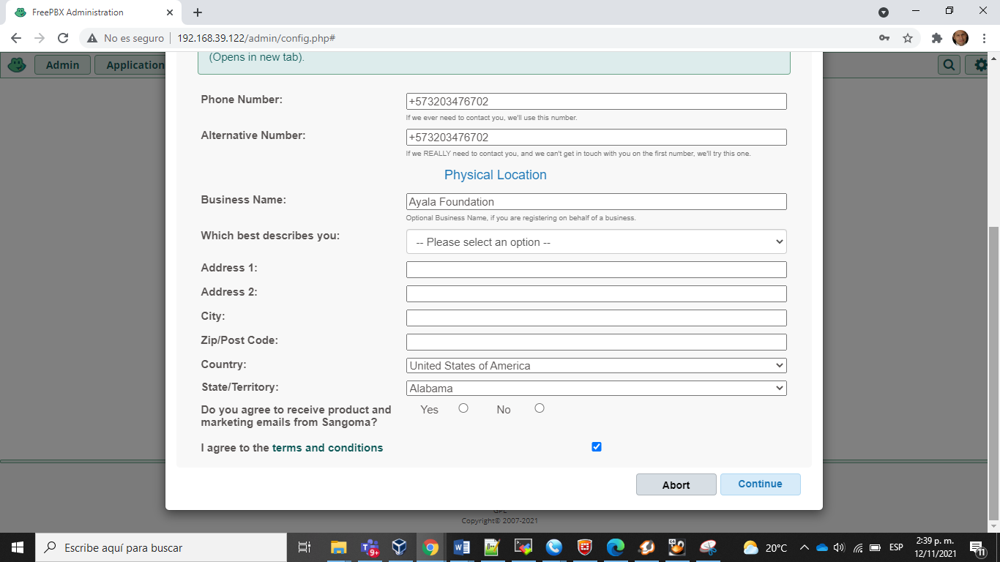 FreePBX Administration
No es seguro
192.168.39.122/admin/config.php#
Admin
Application
(Opens in new tab).
Phone Number:
+573203476702
If we ever need to contact you, we'll use this number.
Alternative Number:
+573203476702
If we REALLY need to contact you, and we can't get in touch with you on the first number, we'll try this one.
Physical Location
Business Name:
Ayala Foundation
Optional Business Name, if you are registering on behalf of a business.
Which best describes you:
-- Please select an option --
Address 1:
Address 2:
City:
Zip/Post Code:
Country:
United States of America
State/Territory:
Alabama
Do you agree to receive product and
marketing emails from Sangoma?
Yes
No
I agree to the terms and conditions
Abort
Continue
Copyright© 2007-2021
Escribe aquí para buscar
9+
20°C
ESP
2:39 p. m.
12/11/2021
11